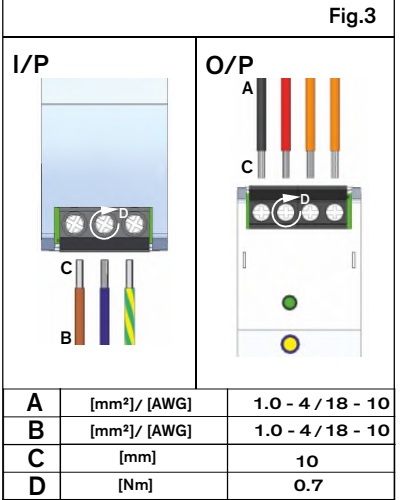 Fig.3
I/P
O/P
A
C
D
D
C
B
A [mm²]/ [AWG] 1.0 - 4 / 18 - 10
B [mm²]/ [AWG] 1.0 - 4 / 18 - 10
C [mm] 10
D [Nm] 0.7